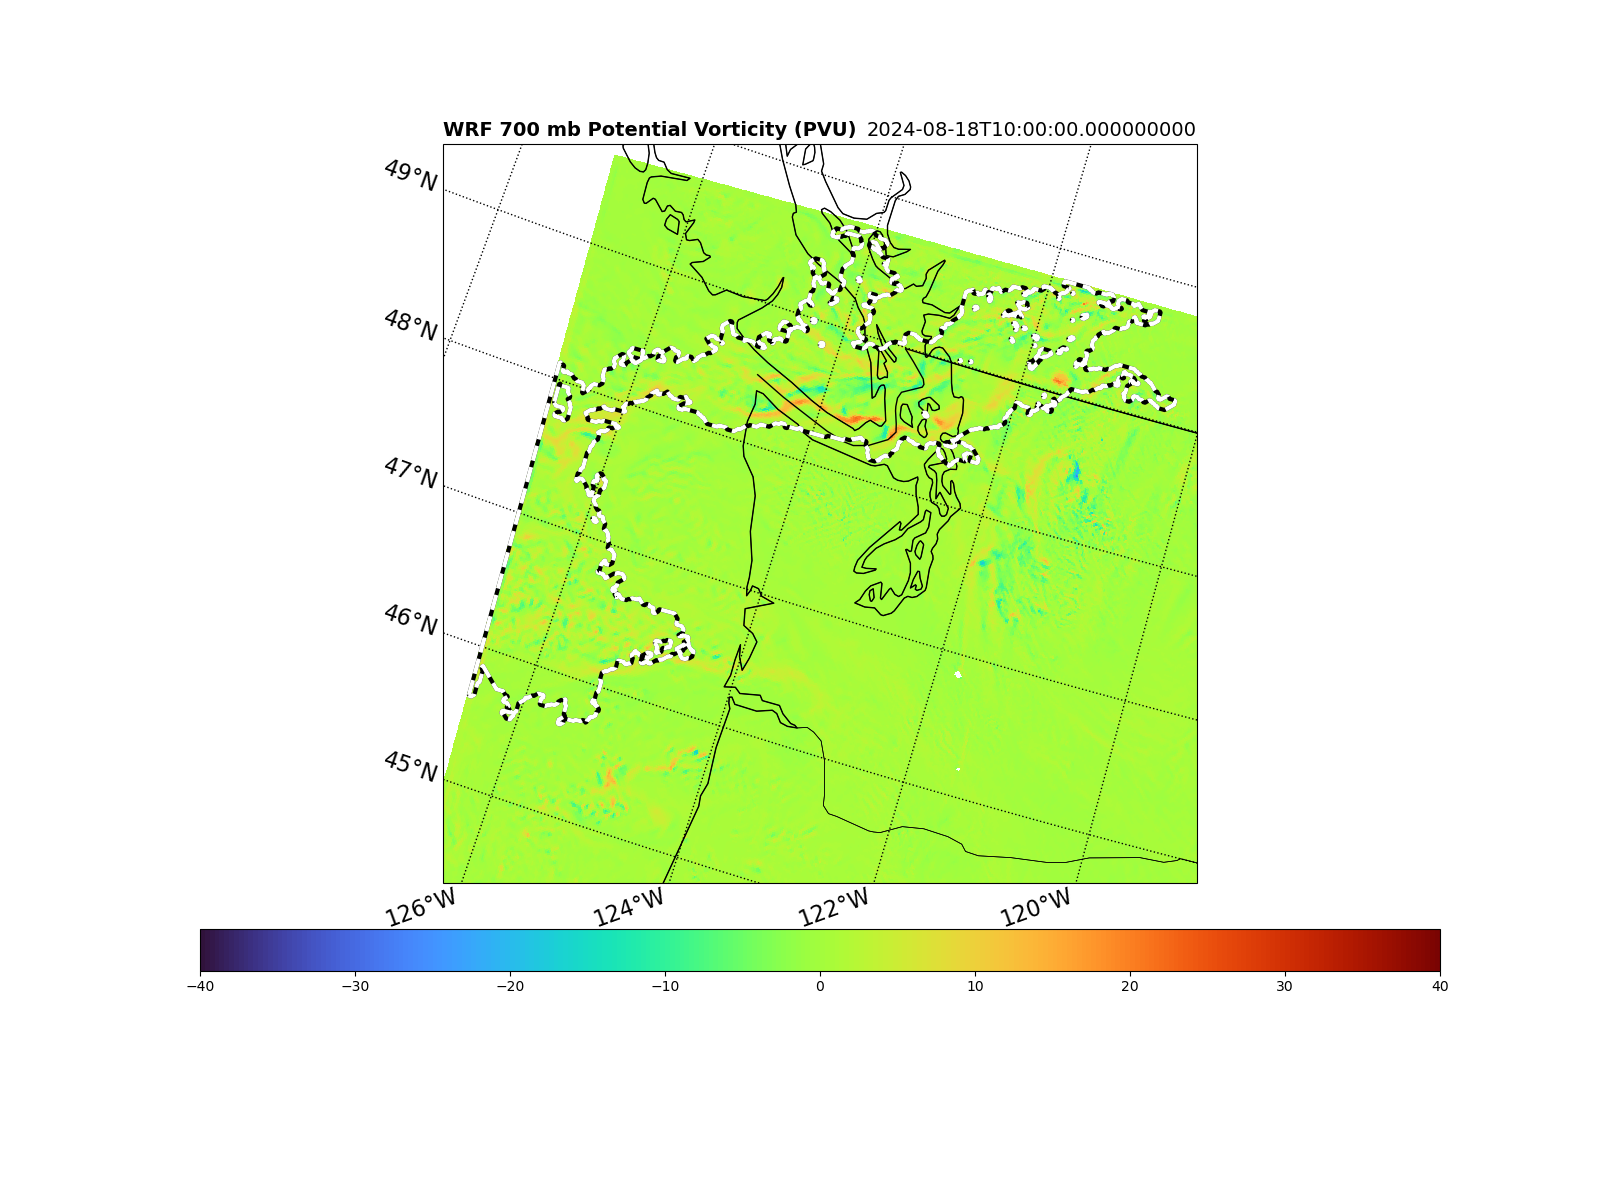 WRF 700 mb Potential Vorticity (PVU) 2024-08-18T10:00:00.000000000
49°N
48°N
47°N
46°N
45°N
126°W 124°W 122°W 120°W
−40 −30 −20 −10 0 10 20 30 40